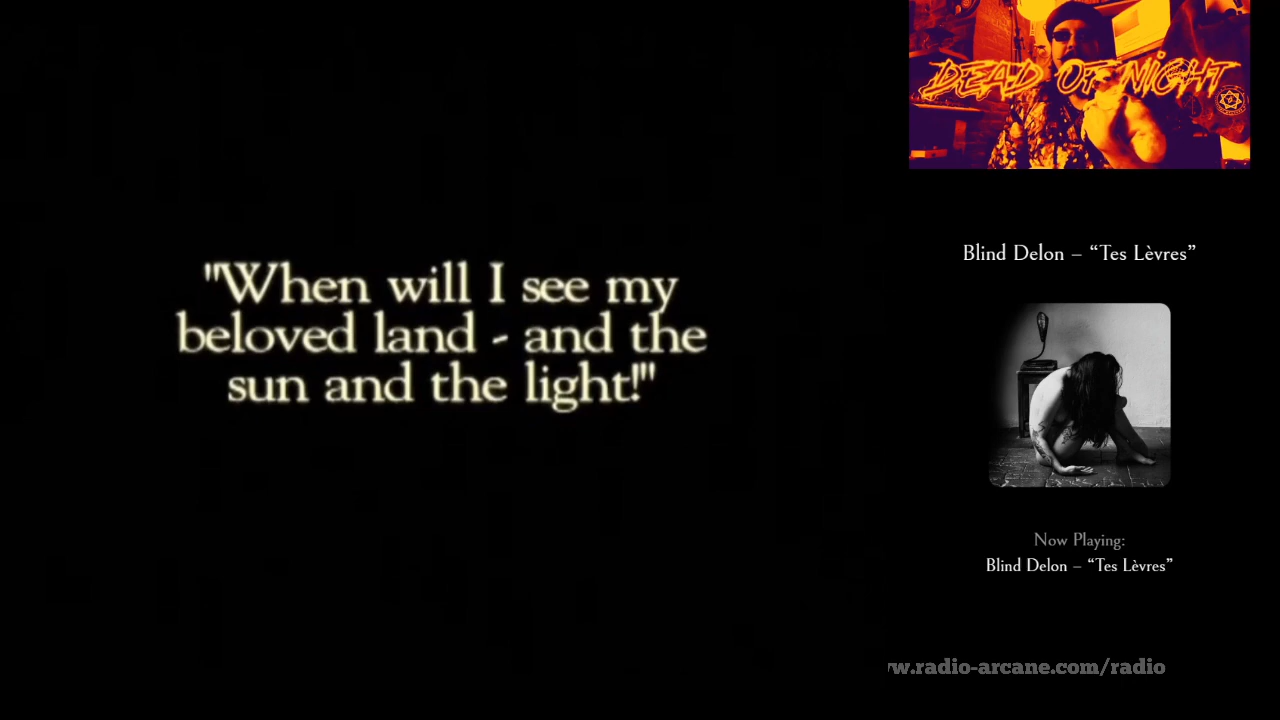 DEAD OF NIGHT
"When will I see my
beloved land - and the
sun and the light!"
Blind Delon – “Tes Lèvres”
Now Playing:
Blind Delon – “Tes Lèvres”
w.radio-arcane.com/radio